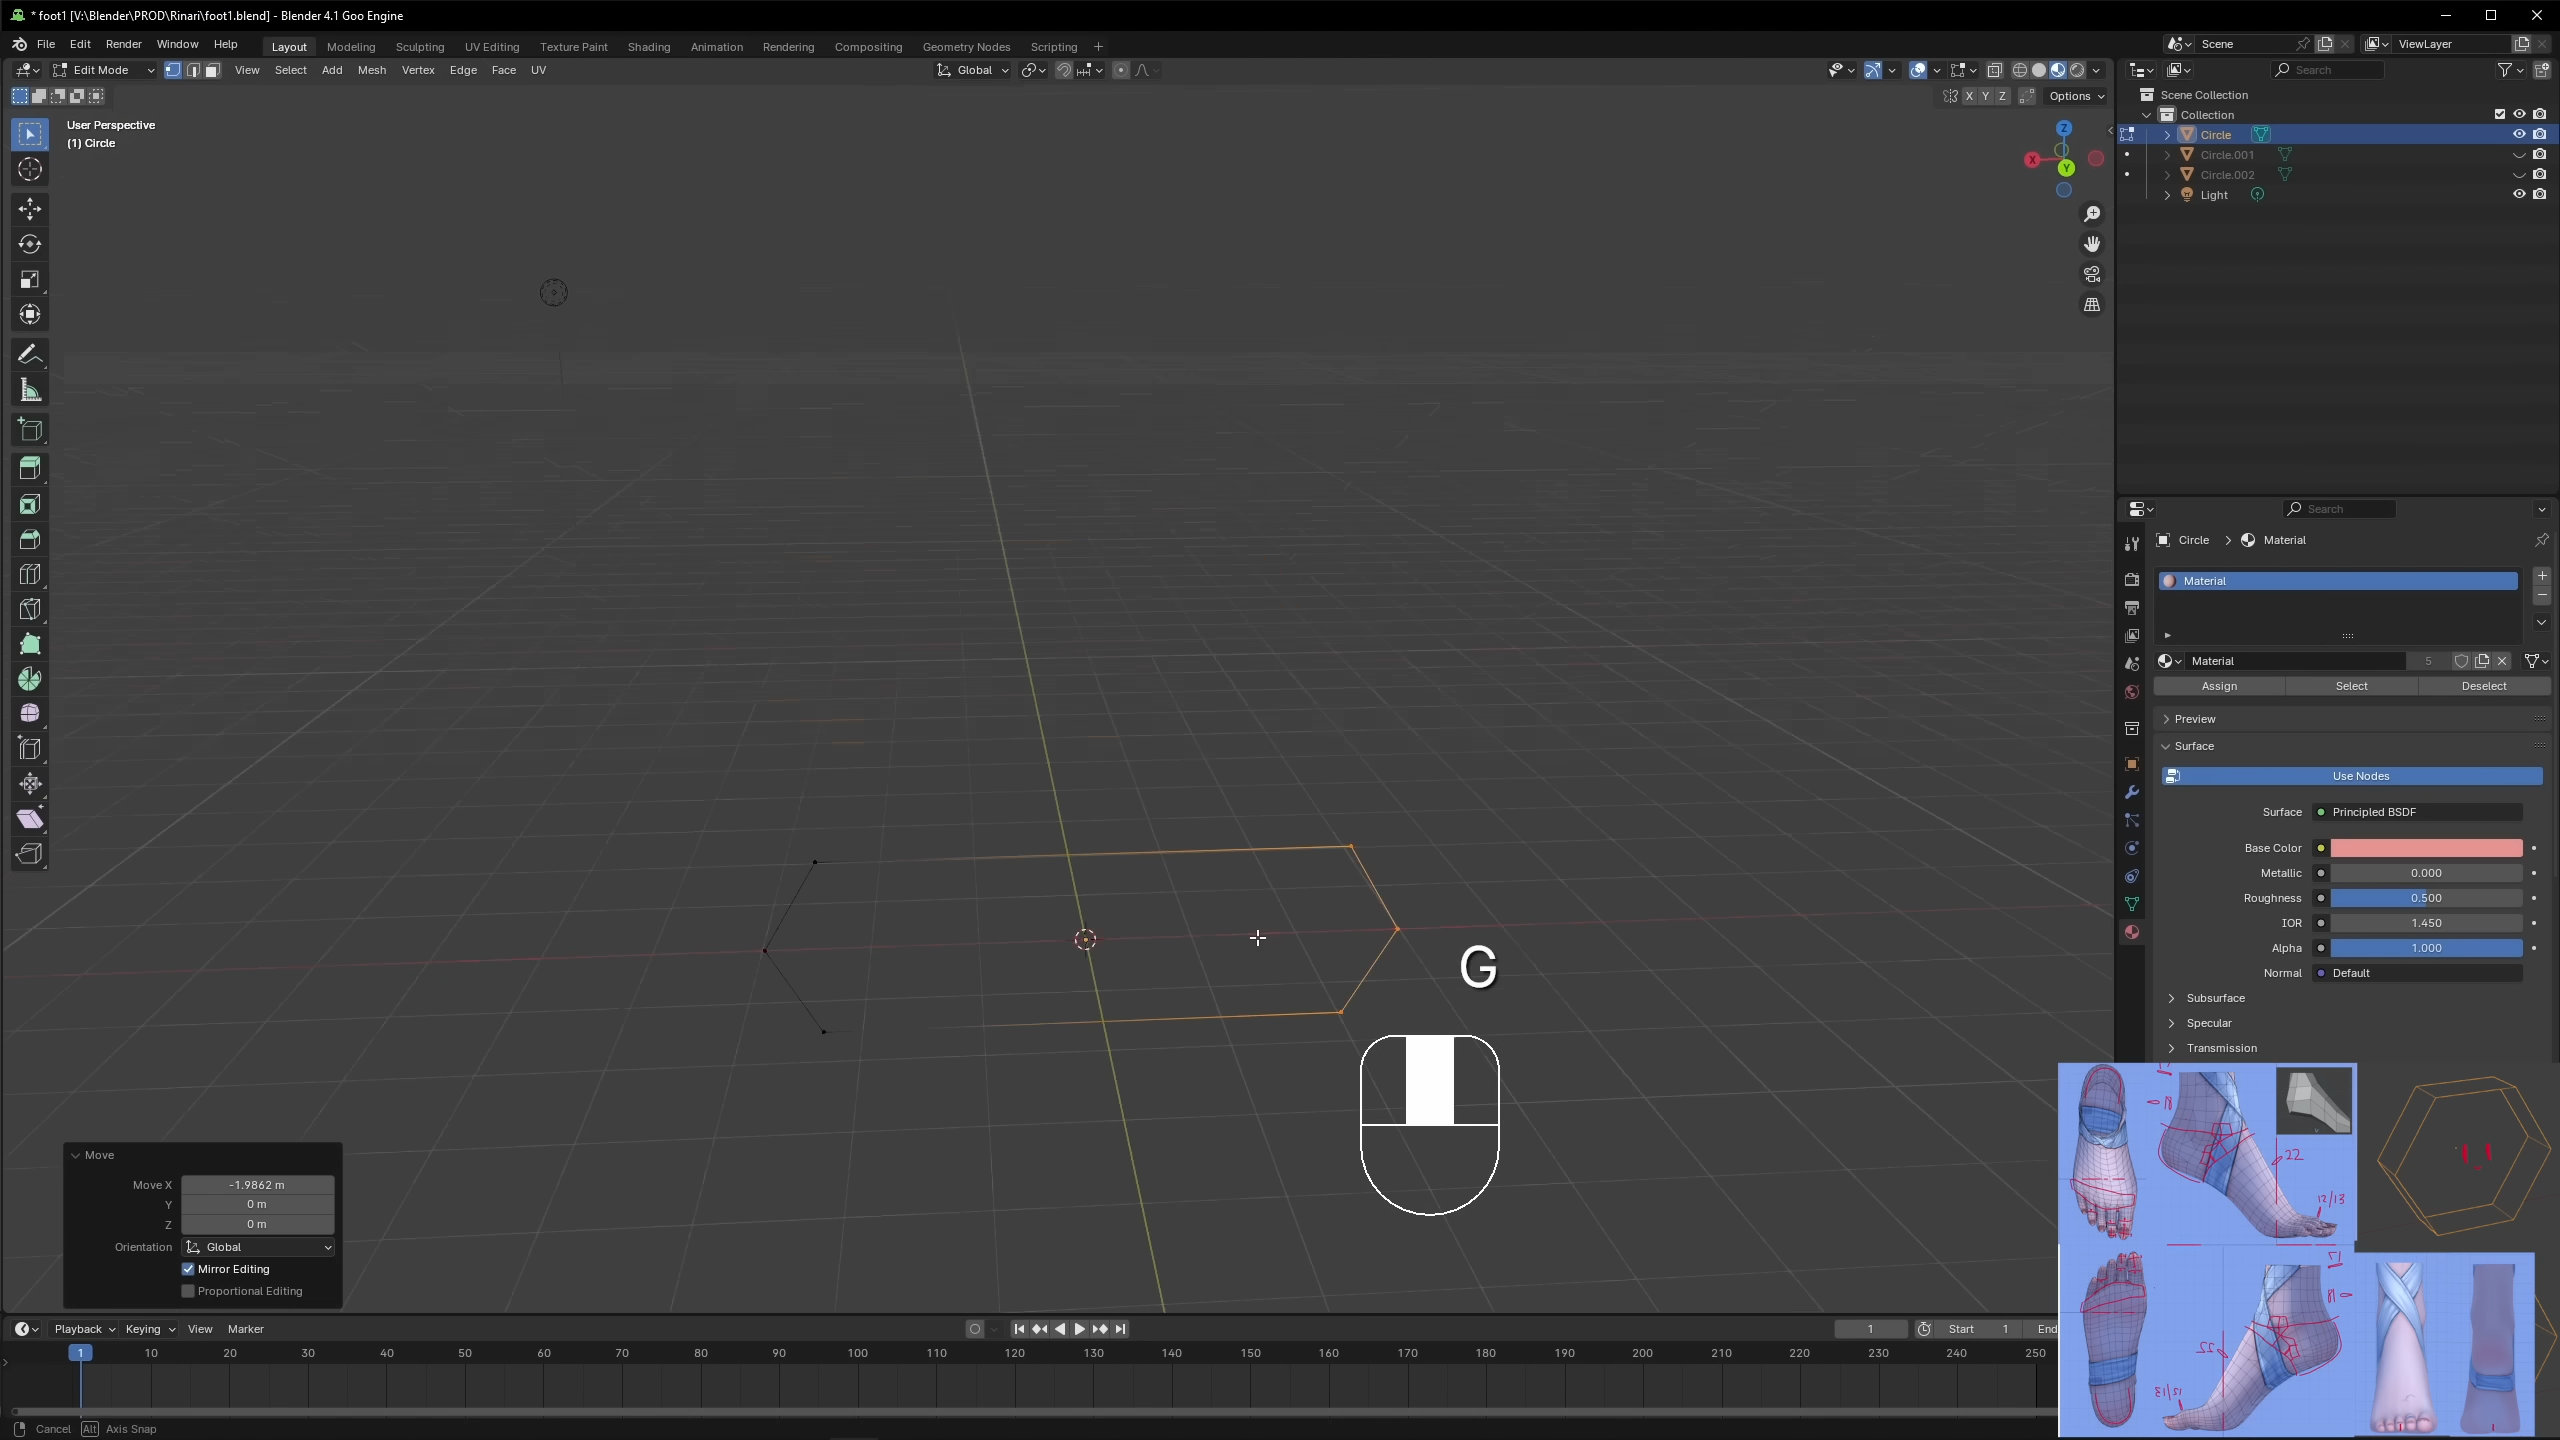 * foot1 [V:\Blender\PROD\Rinari\foot1.blend] - Blender 4.1 Goo Engine
File Edit Render Window Help
Layout Modeling Sculpting UV Editing Texture Paint Shading Animation Rendering Compositing Geometry Nodes Scripting +
Scene
ViewLayer
Edit Mode View Select Add Mesh Vertex Edge Face UV
Global
Search
X Y Z Options
User Perspective
(1) Circle
Z
X
Y
Scene Collection
Collection
Circle
Circle.001
Circle.002
Light
Search
Circle > Material
Material
Material 5
Assign Select Deselect
Preview
Surface
Use Nodes
Surface Principled BSDF
Base Color
Metallic 0.000
Roughness 0.500
IOR 1.450
Alpha 1.000
Normal Default
Subsurface
Specular
Transmission
G
Move
Move X -1.9862 m
Y 0 m
Z 0 m
Orientation Global
Mirror Editing
Proportional Editing
18
22
12/13
Playback Keying View Marker
1 Start 1 End
1 10 20 30 40 50 60 70 80 90 100 110 120 130 140 150 160 170 180 190 200 210 220 230 240 250
Cancel Alt Axis Snap